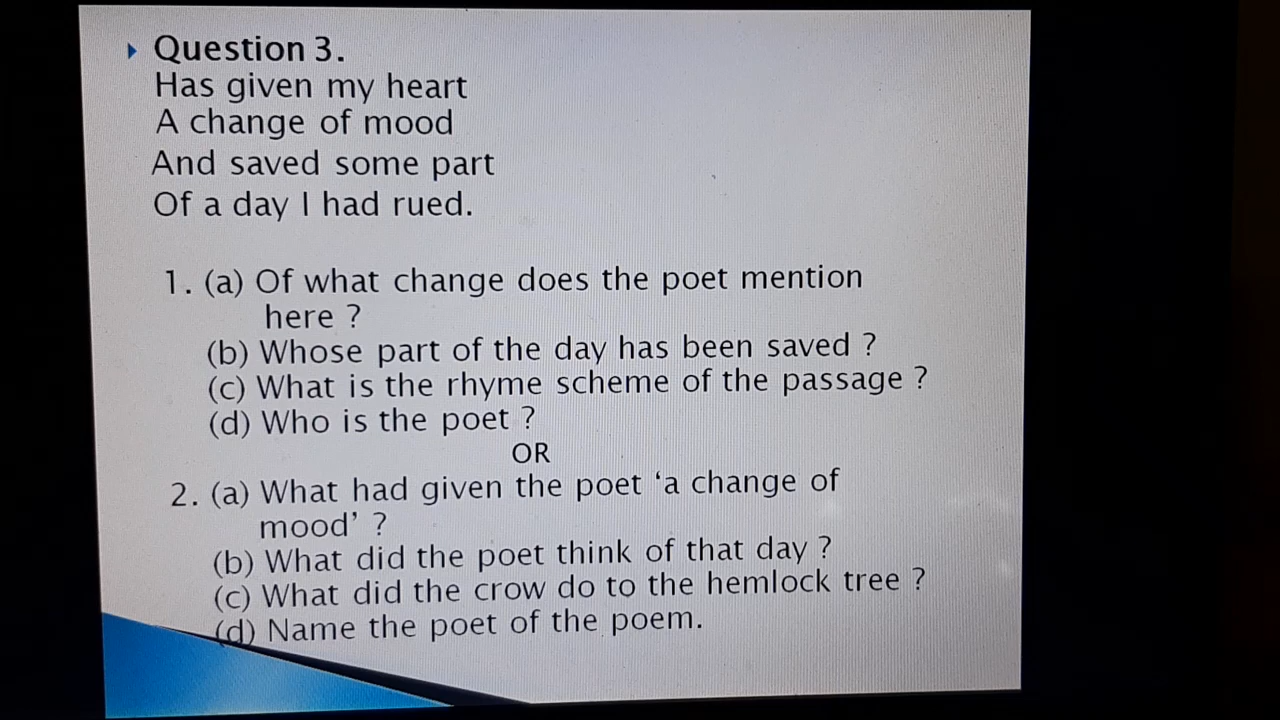 Question 3.
Has given my heart
A change of mood
And saved some part
Of a day I had rued.
1. (a) Of what change does the poet mention
here ?
(b) Whose part of the day has been saved ?
(c) What is the rhyme scheme of the passage ?
(d) Who is the poet ?
OR
2. (a) What had given the poet ‘a change of
mood’ ?
(b) What did the poet think of that day ?
(c) What did the crow do to the hemlock tree ?
(d) Name the poet of the poem.